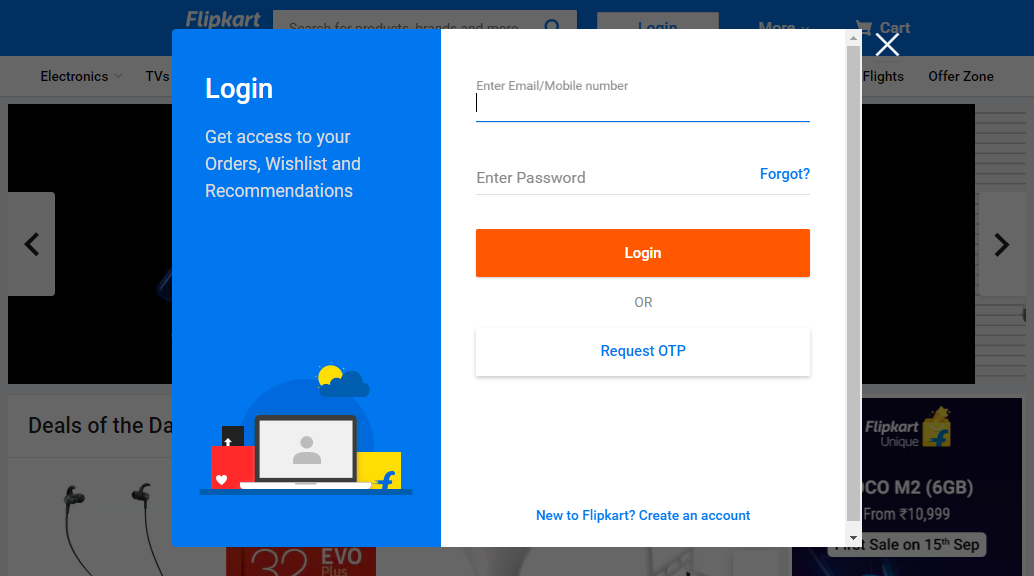 Flipkart
Search for products, brands and more
Login
More
Cart
Electronics
TVs
Flights
Offer Zone
Login
Get access to your
Orders, Wishlist and
Recommendations
Enter Email/Mobile number
Enter Password
Forgot?
Login
OR
Request OTP
New to Flipkart? Create an account
Deals of the Da
Flipkart
Unique
OCO M2 (6GB)
From ₹10,999
First Sale on 15th Sep
32 EVO
Plus